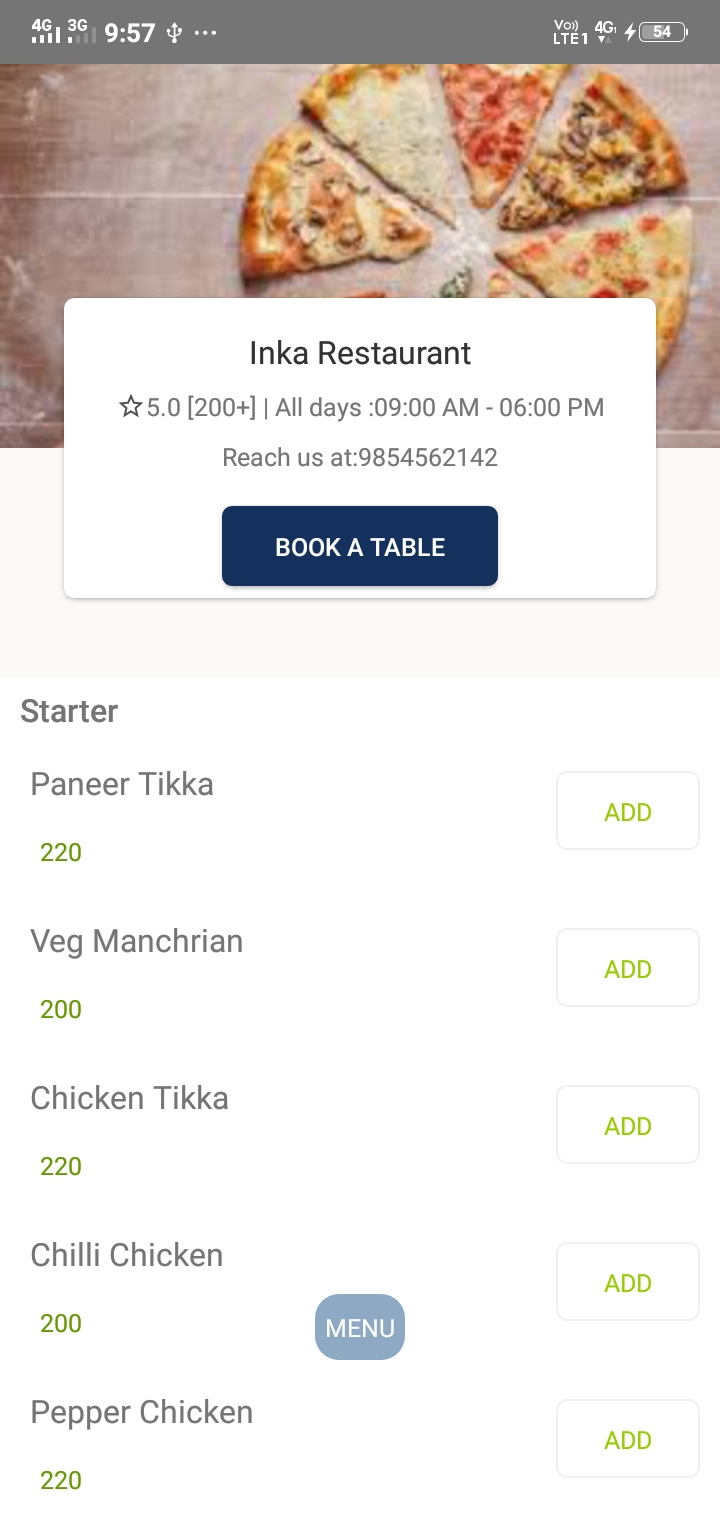 4G 3G 9:57 ... Vo)) LTE1 4G 54
Inka Restaurant
5.0 [200+] | All days :09:00 AM - 06:00 PM
Reach us at:9854562142
BOOK A TABLE
Starter
Paneer Tikka
ADD
220
Veg Manchrian
ADD
200
Chicken Tikka
ADD
220
Chilli Chicken
ADD
200
MENU
Pepper Chicken
ADD
220